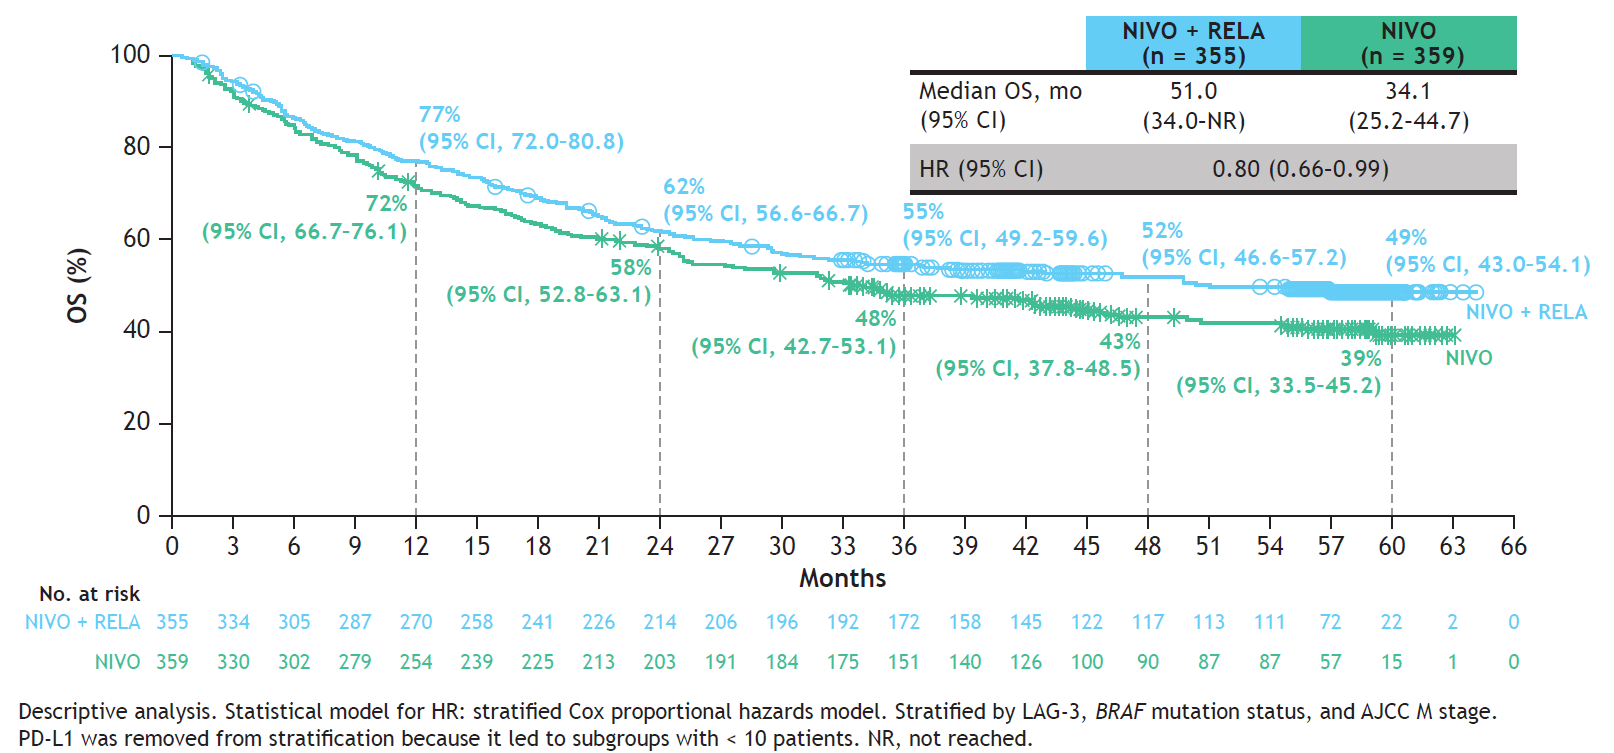 NIVO + RELA
(n = 355)
NIVO
(n = 359)
Median OS, mo
(95% CI)
51.0
(34.0-NR)
34.1
(25.2-44.7)
HR (95% CI)
0.80 (0.66-0.99)
OS (%)
100
80
60
40
20
0
77%
(95% CI, 72.0-80.8)
72%
(95% CI, 66.7-76.1)
62%
(95% CI, 56.6-66.7)
58%
(95% CI, 52.8-63.1)
55%
(95% CI, 49.2-59.6)
48%
(95% CI, 42.7-53.1)
52%
(95% CI, 46.6-57.2)
43%
(95% CI, 37.8-48.5)
49%
(95% CI, 43.0-54.1)
39%
(95% CI, 33.5-45.2)
NIVO + RELA
NIVO
0 3 6 9 12 15 18 21 24 27 30 33 36 39 42 45 48 51 54 57 60 63 66
Months
No. at risk
NIVO + RELA 355 334 305 287 270 258 241 226 214 206 196 192 172 158 145 122 117 113 111 72 22 2 0
NIVO 359 330 302 279 254 239 225 213 203 191 184 175 151 140 126 100 90 87 87 57 15 1 0
Descriptive analysis. Statistical model for HR: stratified Cox proportional hazards model. Stratified by LAG-3, BRAF mutation status, and AJCC M stage.
PD-L1 was removed from stratification because it led to subgroups with < 10 patients. NR, not reached.